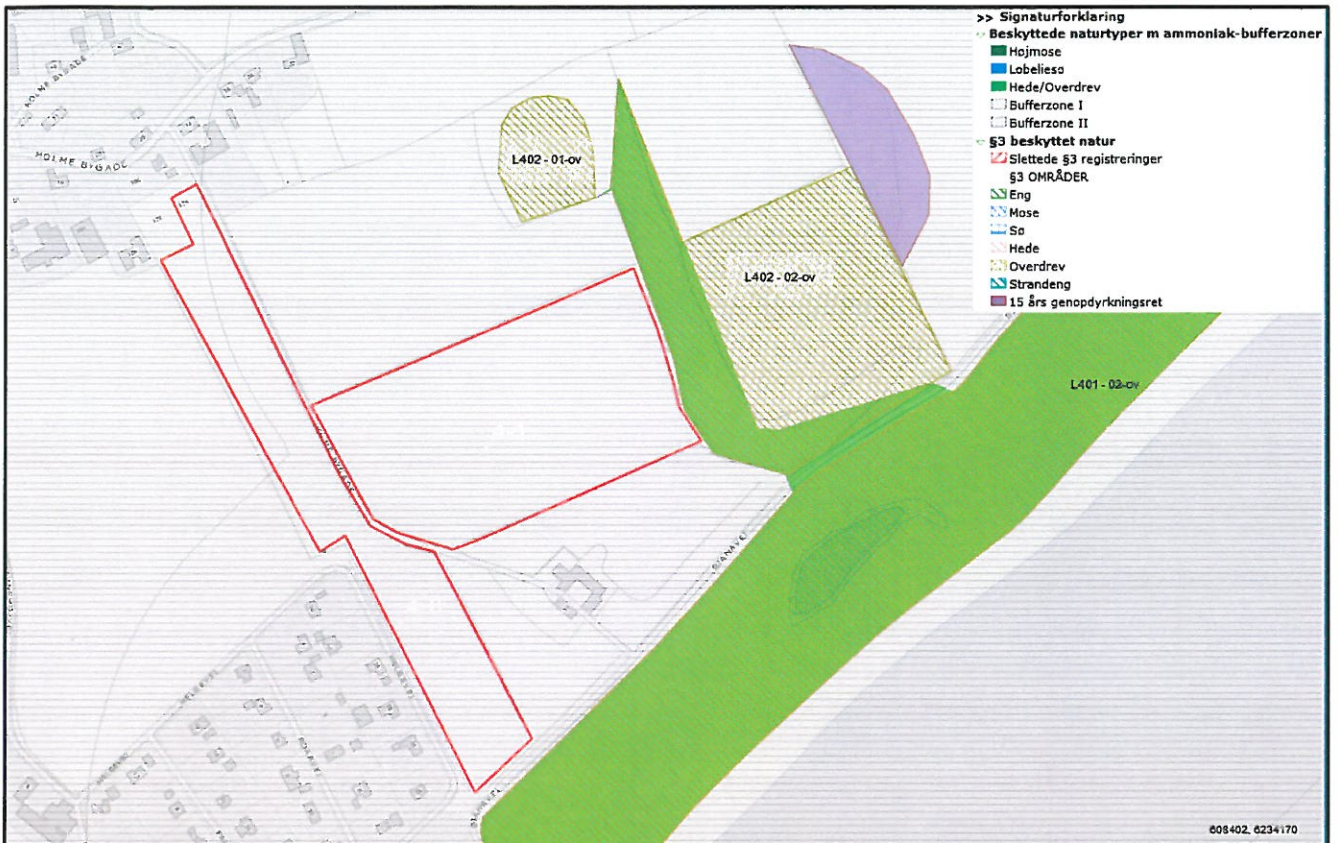 >> Signaturforklaring
Beskyttede naturtyper m ammoniak-bufferzoner
Højmose
Lobeliesø
Hede/Overdrev
Bufferzone I
Bufferzone II
§3 beskyttet natur
Slettede §3 registreringer
§3 OMRÅDER
Eng
Mose
Sø
Hede
Overdrev
Strandeng
15 års genopdyrkningsret
HOLME BYGADE
HOLME BYGADE
L402 - 01-ov
L402 - 02-ov
L401 - 02-ov
DIANAVEJ
608402, 6234170